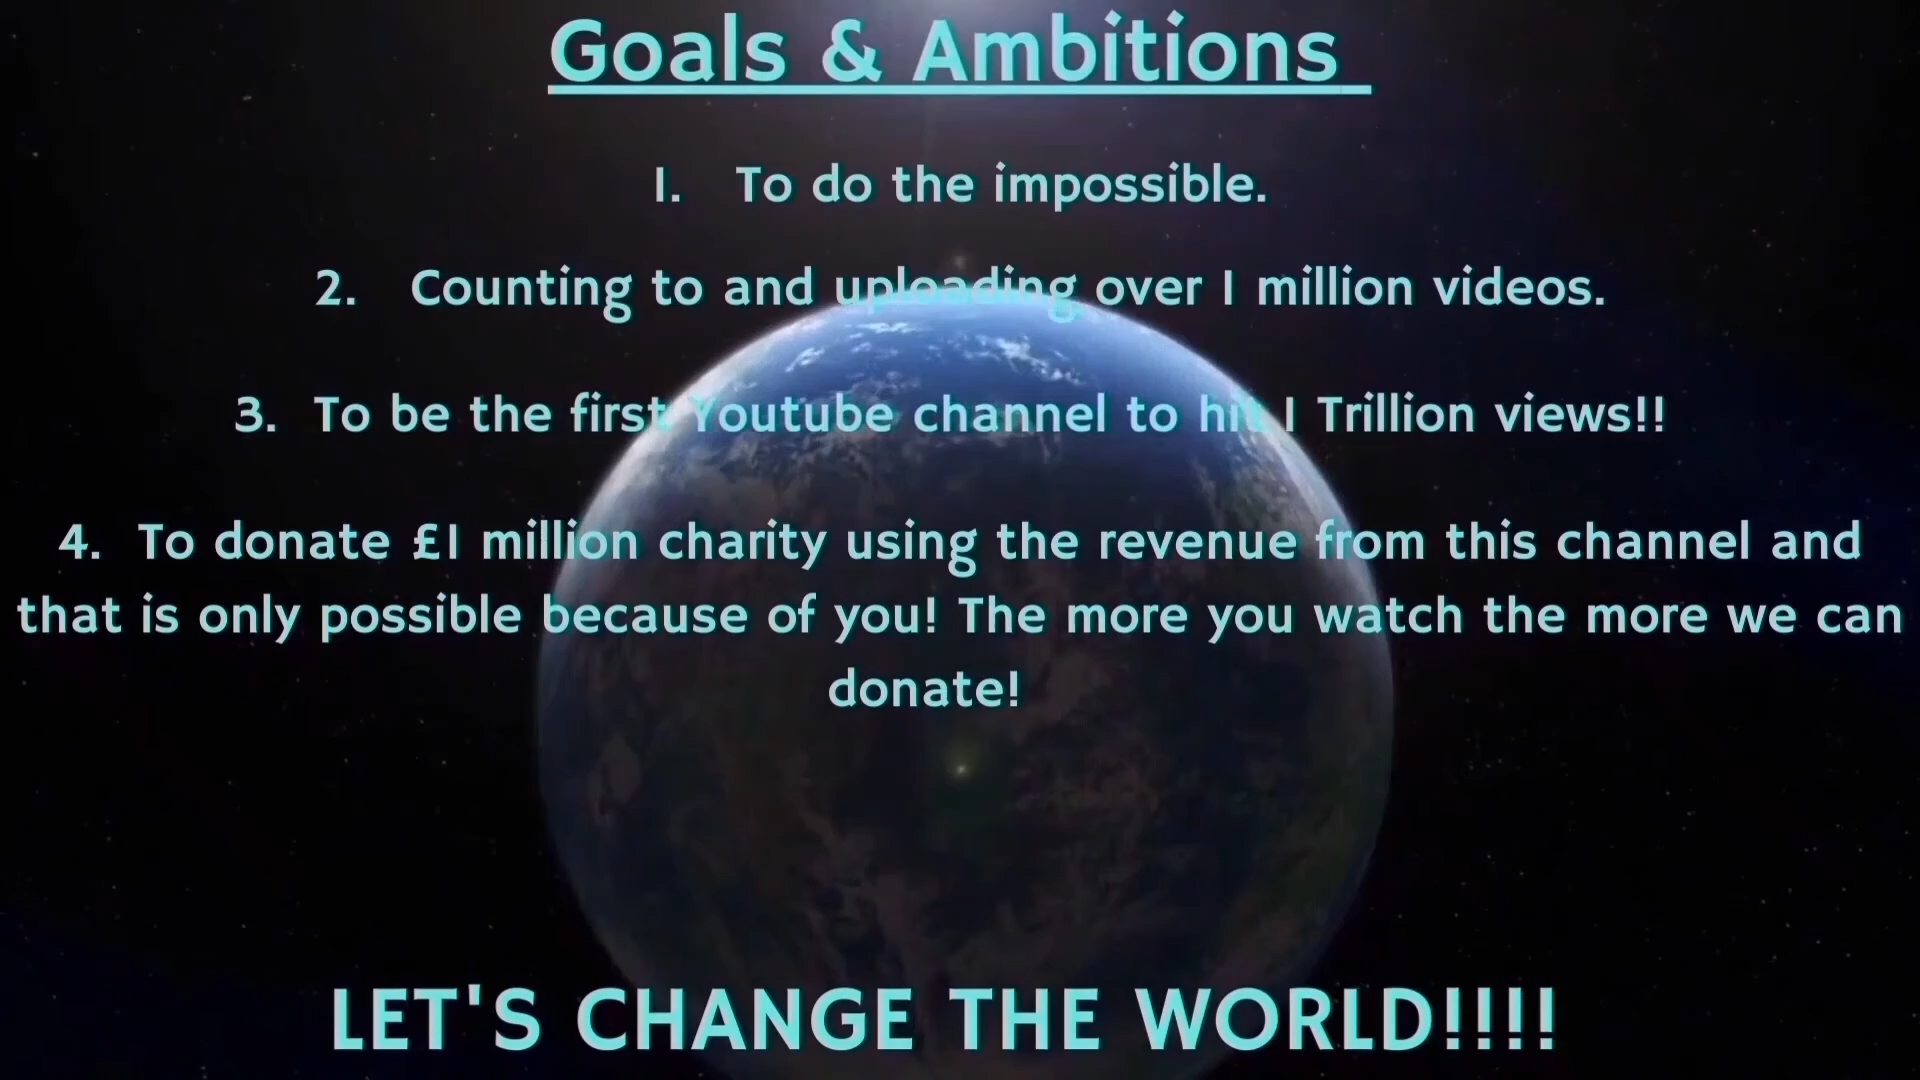 Goals & Ambitions
1. To do the impossible.
2. Counting to and uploading over 1 million videos.
3. To be the first Youtube channel to hit 1 Trillion views!!
4. To donate £1 million charity using the revenue from this channel and
that is only possible because of you! The more you watch the more we can
donate!
LET'S CHANGE THE WORLD!!!!